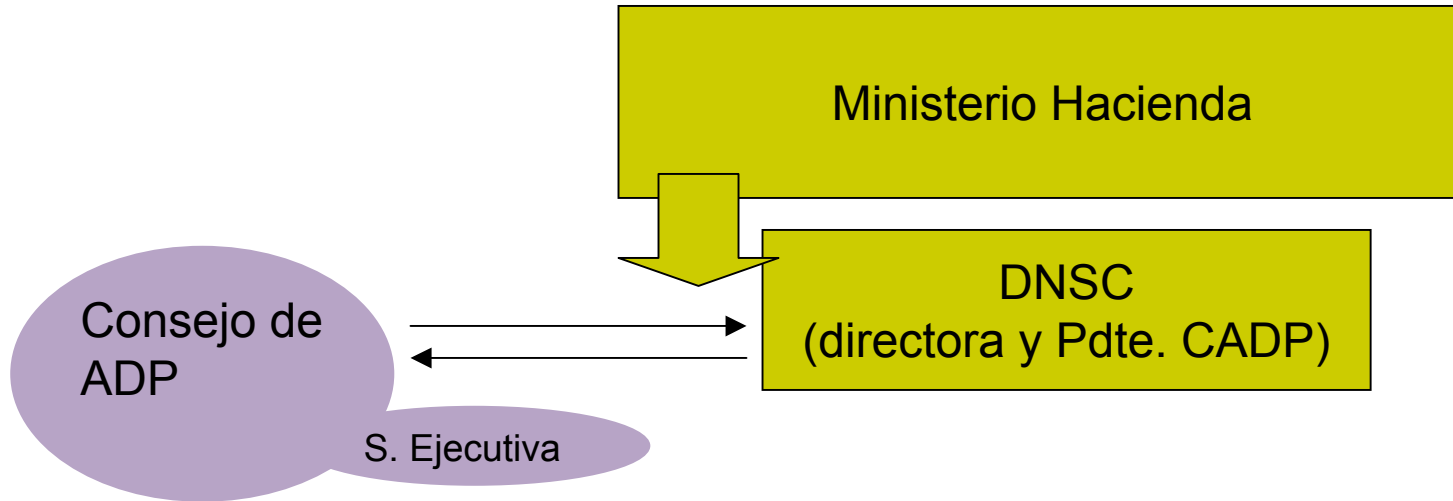 Ministerio Hacienda
DNSC
(directora y Pdte. CADP)
Consejo de
ADP
S. Ejecutiva